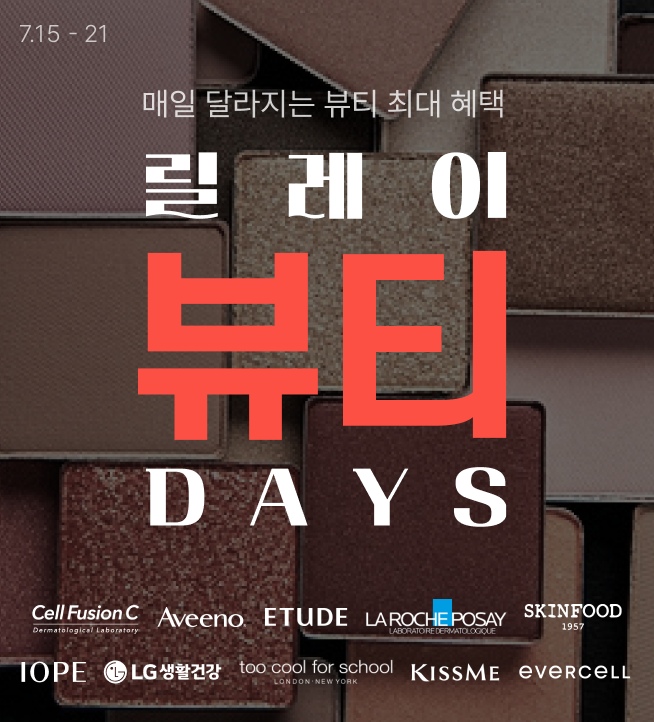 7.15 - 21
매일 달라지는 뷰티 최대 혜택
릴레이
뷰티
DAYS
Cell Fusion C Aveeno ETUDE LA ROCHE POSAY SKINFOOD
Dermatological Laboratory LABORATOIRE DERMATOLOGIQUE 1957
IOPE LG생활건강 too cool for school KISSME evercell
LONDON·NEW YORK